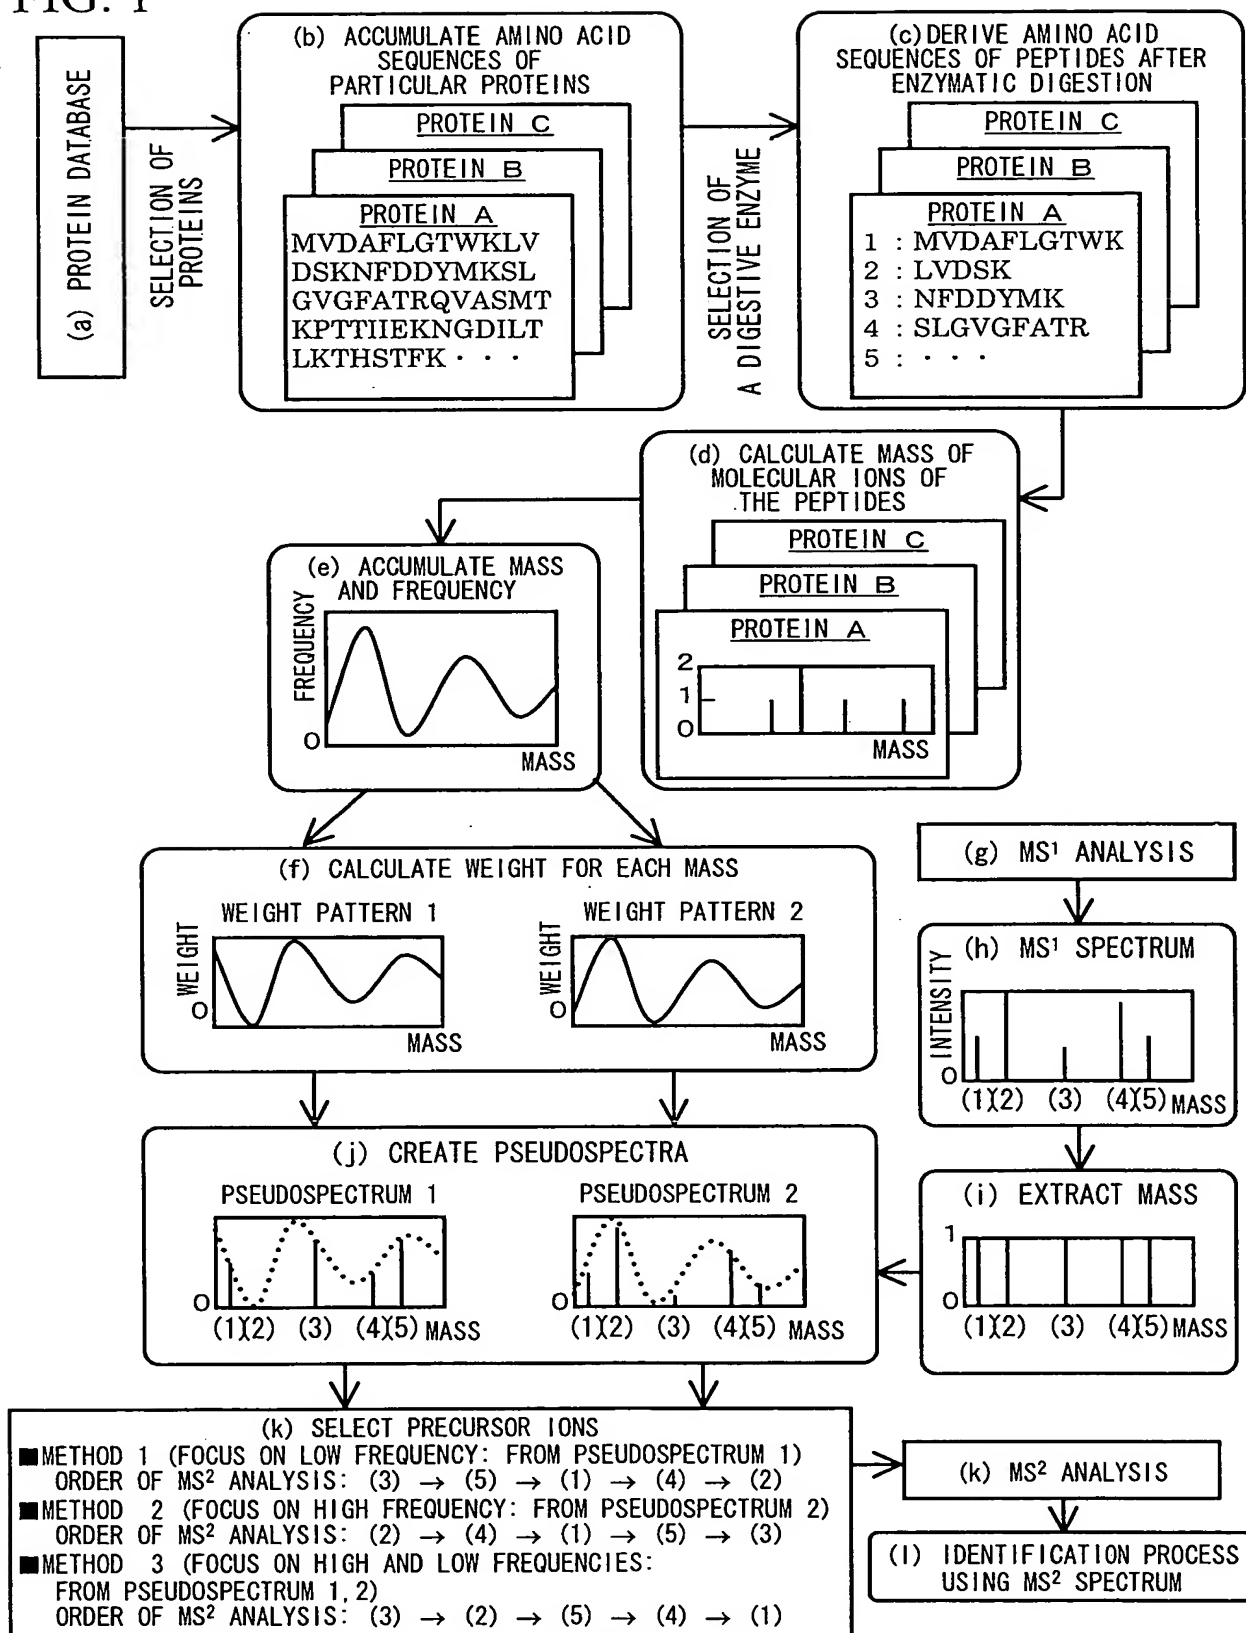 FIG. 1
(a) PROTEIN DATABASE
SELECTION OF
PROTEINS
(b) ACCUMULATE AMINO ACID
SEQUENCES OF
PARTICULAR PROTEINS
PROTEIN C
PROTEIN B
PROTEIN A
MVDAFLGTWKLV
DSKNFDDYMKSL
GVGFATRQVASMT
KPTTIIEKNGDILT
LKTHSTFK · · ·
SELECTION OF
A DIGESTIVE ENZYME
(c) DERIVE AMINO ACID
SEQUENCES OF PEPTIDES AFTER
ENZYMATIC DIGESTION
PROTEIN C
PROTEIN B
PROTEIN A
1 : MVDAFLGTWK
2 : LVDSK
3 : NFDDYMK
4 : SLGVGFATR
5 : · · ·
(d) CALCULATE MASS OF
MOLECULAR IONS OF
THE PEPTIDES
PROTEIN C
PROTEIN B
PROTEIN A
2
1
0
MASS
(e) ACCUMULATE MASS
AND FREQUENCY
FREQUENCY
0
MASS
(f) CALCULATE WEIGHT FOR EACH MASS
WEIGHT PATTERN 1
WEIGHT
0
MASS
WEIGHT PATTERN 2
WEIGHT
0
MASS
(g) MS¹ ANALYSIS
(h) MS¹ SPECTRUM
INTENSITY
0
(1)(2) (3) (4)(5) MASS
(i) EXTRACT MASS
1
0
(1)(2) (3) (4)(5)
(j) CREATE PSEUDOSPECTRA
PSEUDOSPECTRUM 1
0
(1)(2) (3) (4)(5) MASS
PSEUDOSPECTRUM 2
0
(1)(2) (3) (4)(5) MASS
(k) SELECT PRECURSOR IONS
■METHOD 1 (FOCUS ON LOW FREQUENCY: FROM PSEUDOSPECTRUM 1)
ORDER OF MS² ANALYSIS: (3) → (5) → (1) → (4) → (2)
■METHOD 2 (FOCUS ON HIGH FREQUENCY: FROM PSEUDOSPECTRUM 2)
ORDER OF MS² ANALYSIS: (2) → (4) → (1) → (5) → (3)
■METHOD 3 (FOCUS ON HIGH AND LOW FREQUENCIES:
FROM PSEUDOSPECTRUM 1, 2)
ORDER OF MS² ANALYSIS: (3) → (2) → (5) → (4) → (1)
(k) MS² ANALYSIS
(l) IDENTIFICATION PROCESS
USING MS² SPECTRUM